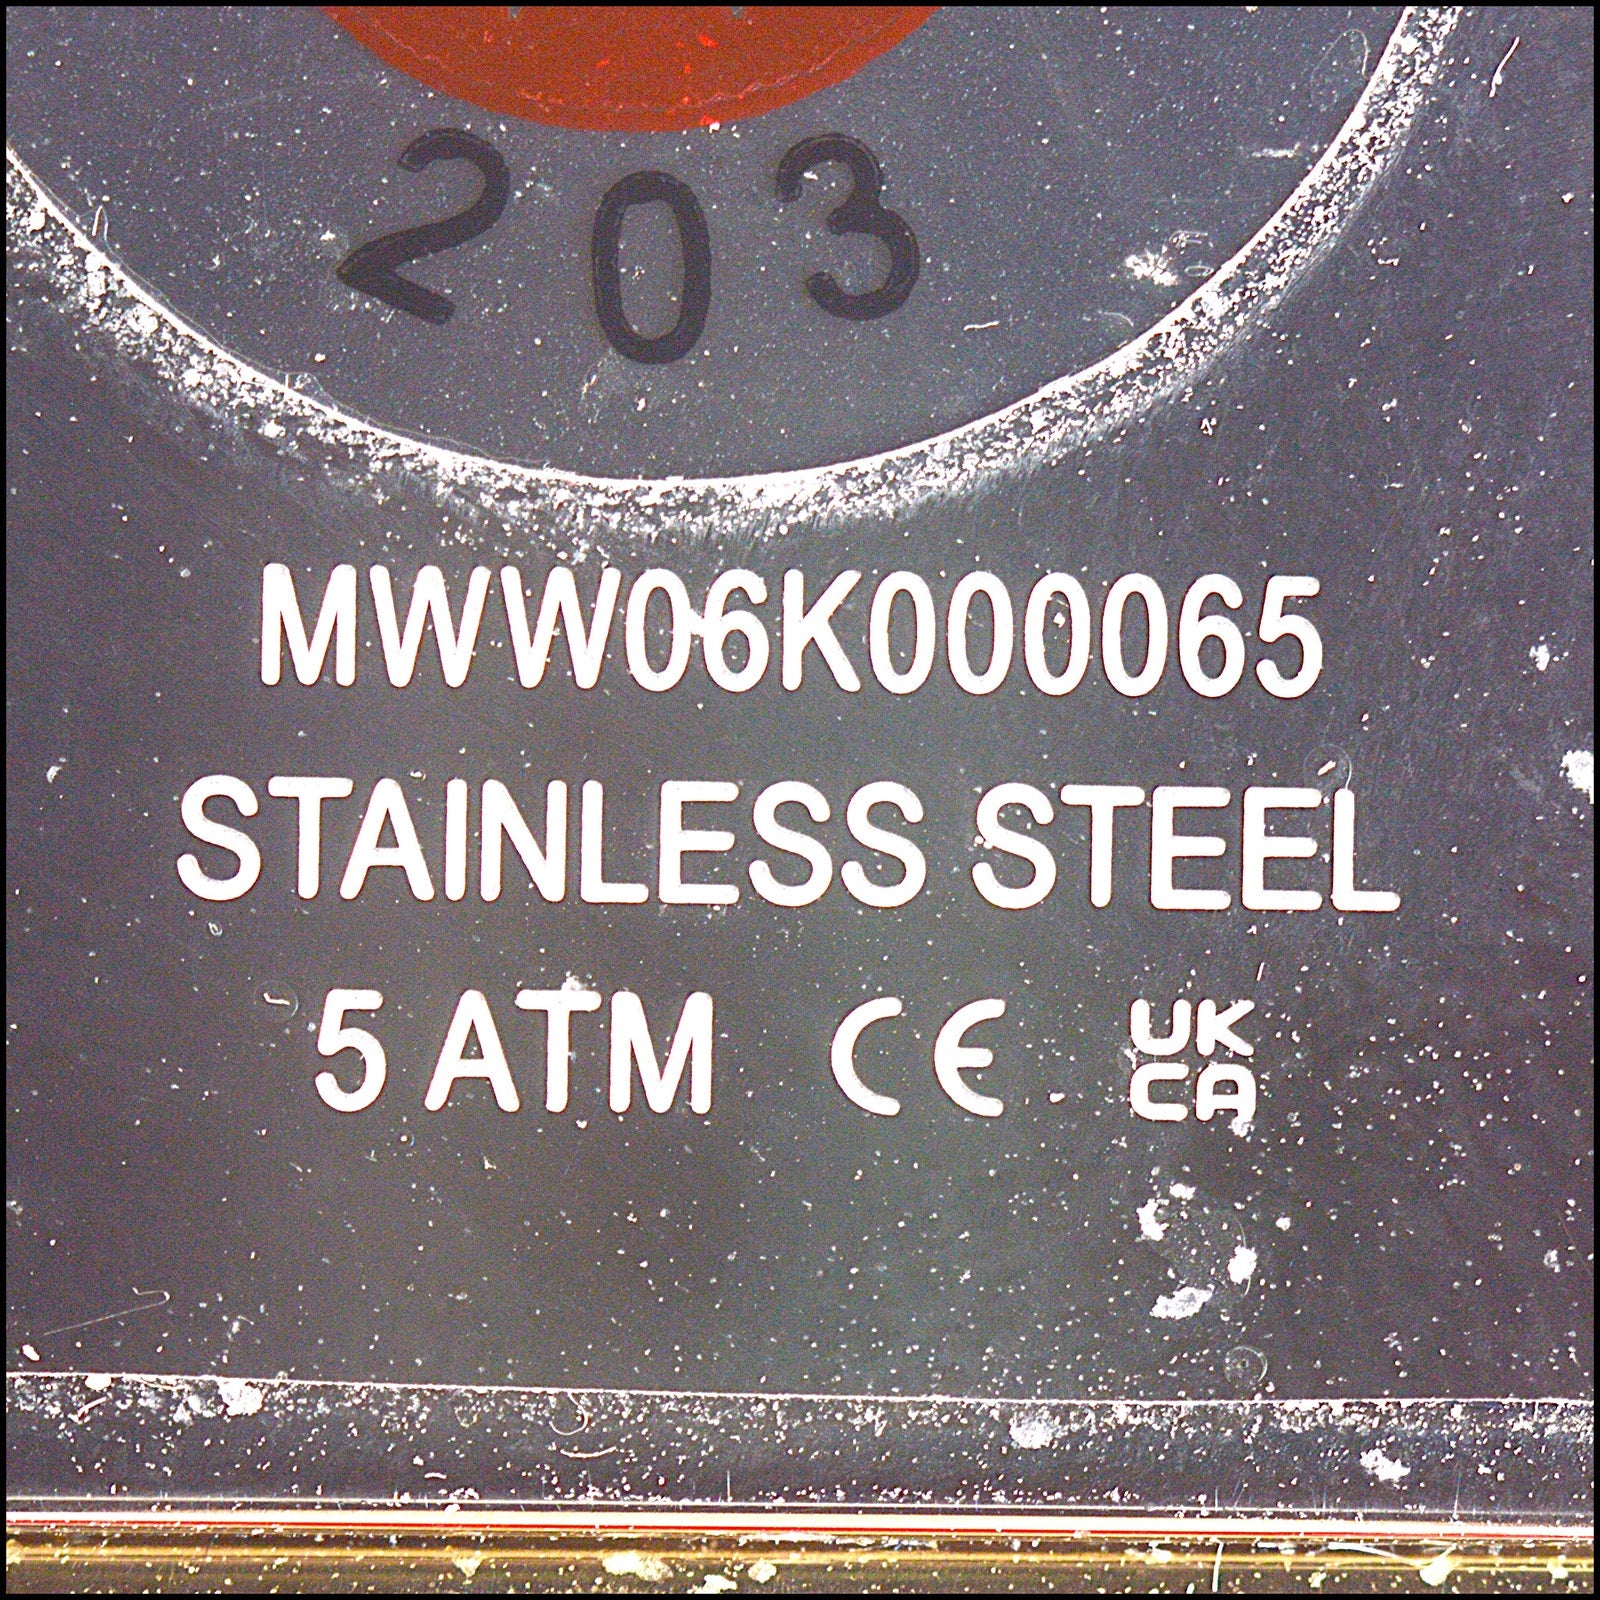 203
MWW06K000065
STAINLESS STEEL
5 ATM CE UK
CA